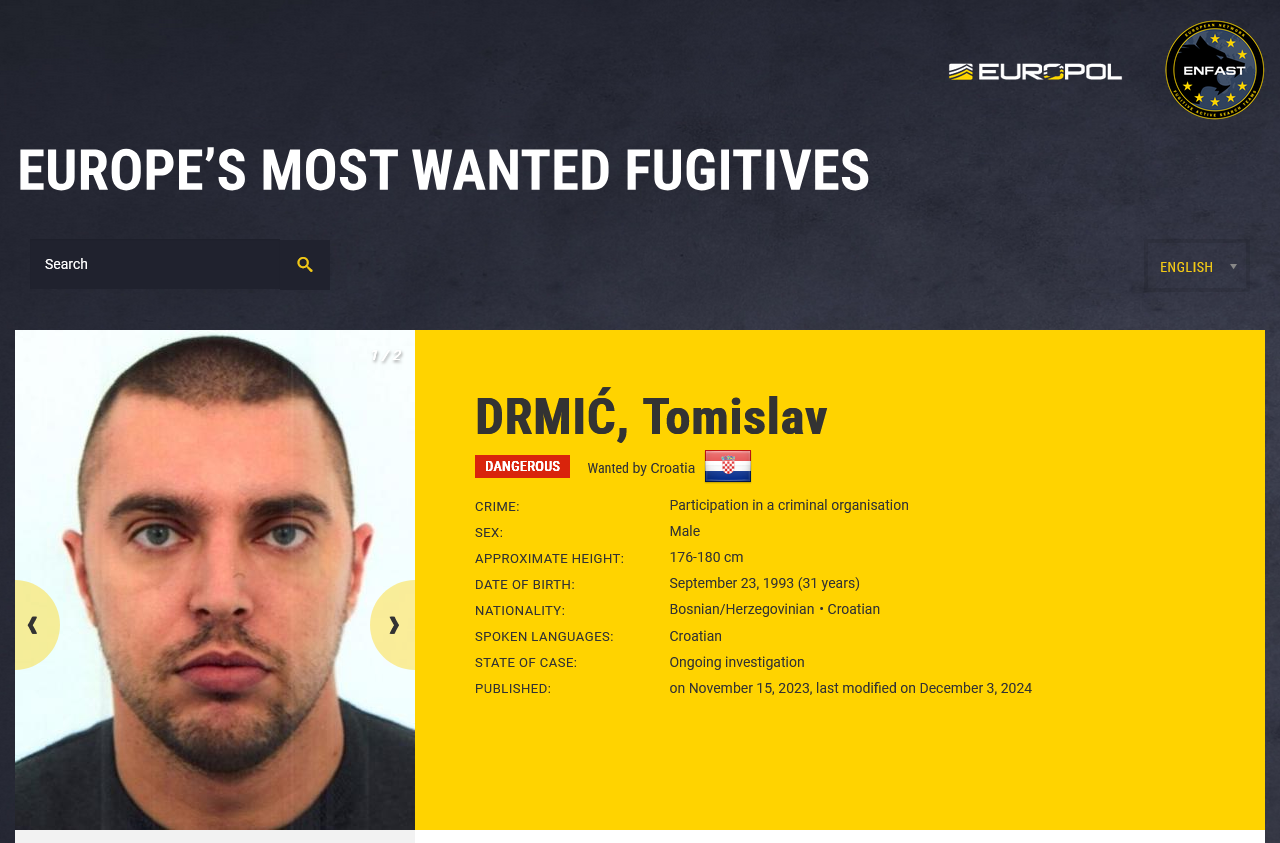 EUROPOL
EUROPEAN NETWORK
ENFAST
FUGITIVE ACTIVE SEARCH TEAMS
EUROPE’S MOST WANTED FUGITIVES
Search
ENGLISH
1 / 2
DRMIĆ, Tomislav
DANGEROUS Wanted by Croatia
CRIME: Participation in a criminal organisation
SEX: Male
APPROXIMATE HEIGHT: 176-180 cm
DATE OF BIRTH: September 23, 1993 (31 years)
NATIONALITY: Bosnian/Herzegovinian • Croatian
SPOKEN LANGUAGES: Croatian
STATE OF CASE: Ongoing investigation
PUBLISHED: on November 15, 2023, last modified on December 3, 2024